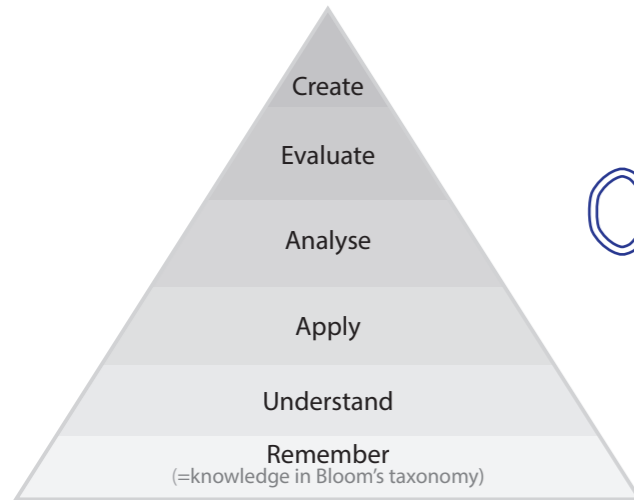 Create
Evaluate
Analyse
Apply
Understand
Remember
(=knowledge in Bloom's taxonomy)